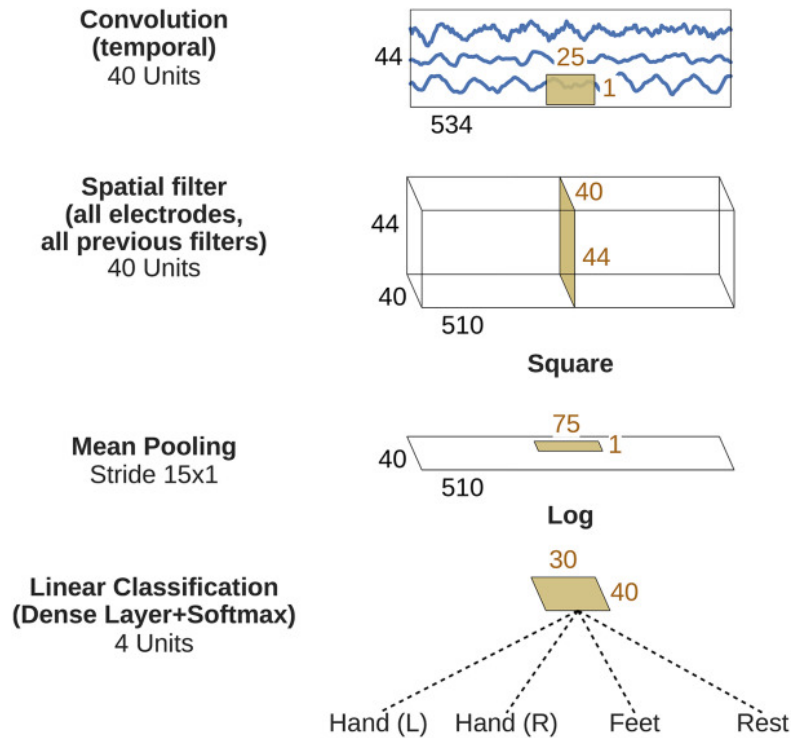 Convolution
(temporal)
40 Units
44
25
1
534
Spatial filter
(all electrodes,
all previous filters)
40 Units
44
40
40
44
510
Square
Mean Pooling
Stride 15x1
40
75
1
510
Log
Linear Classification
(Dense Layer+Softmax)
4 Units
30
40
Hand (L) Hand (R) Feet Rest